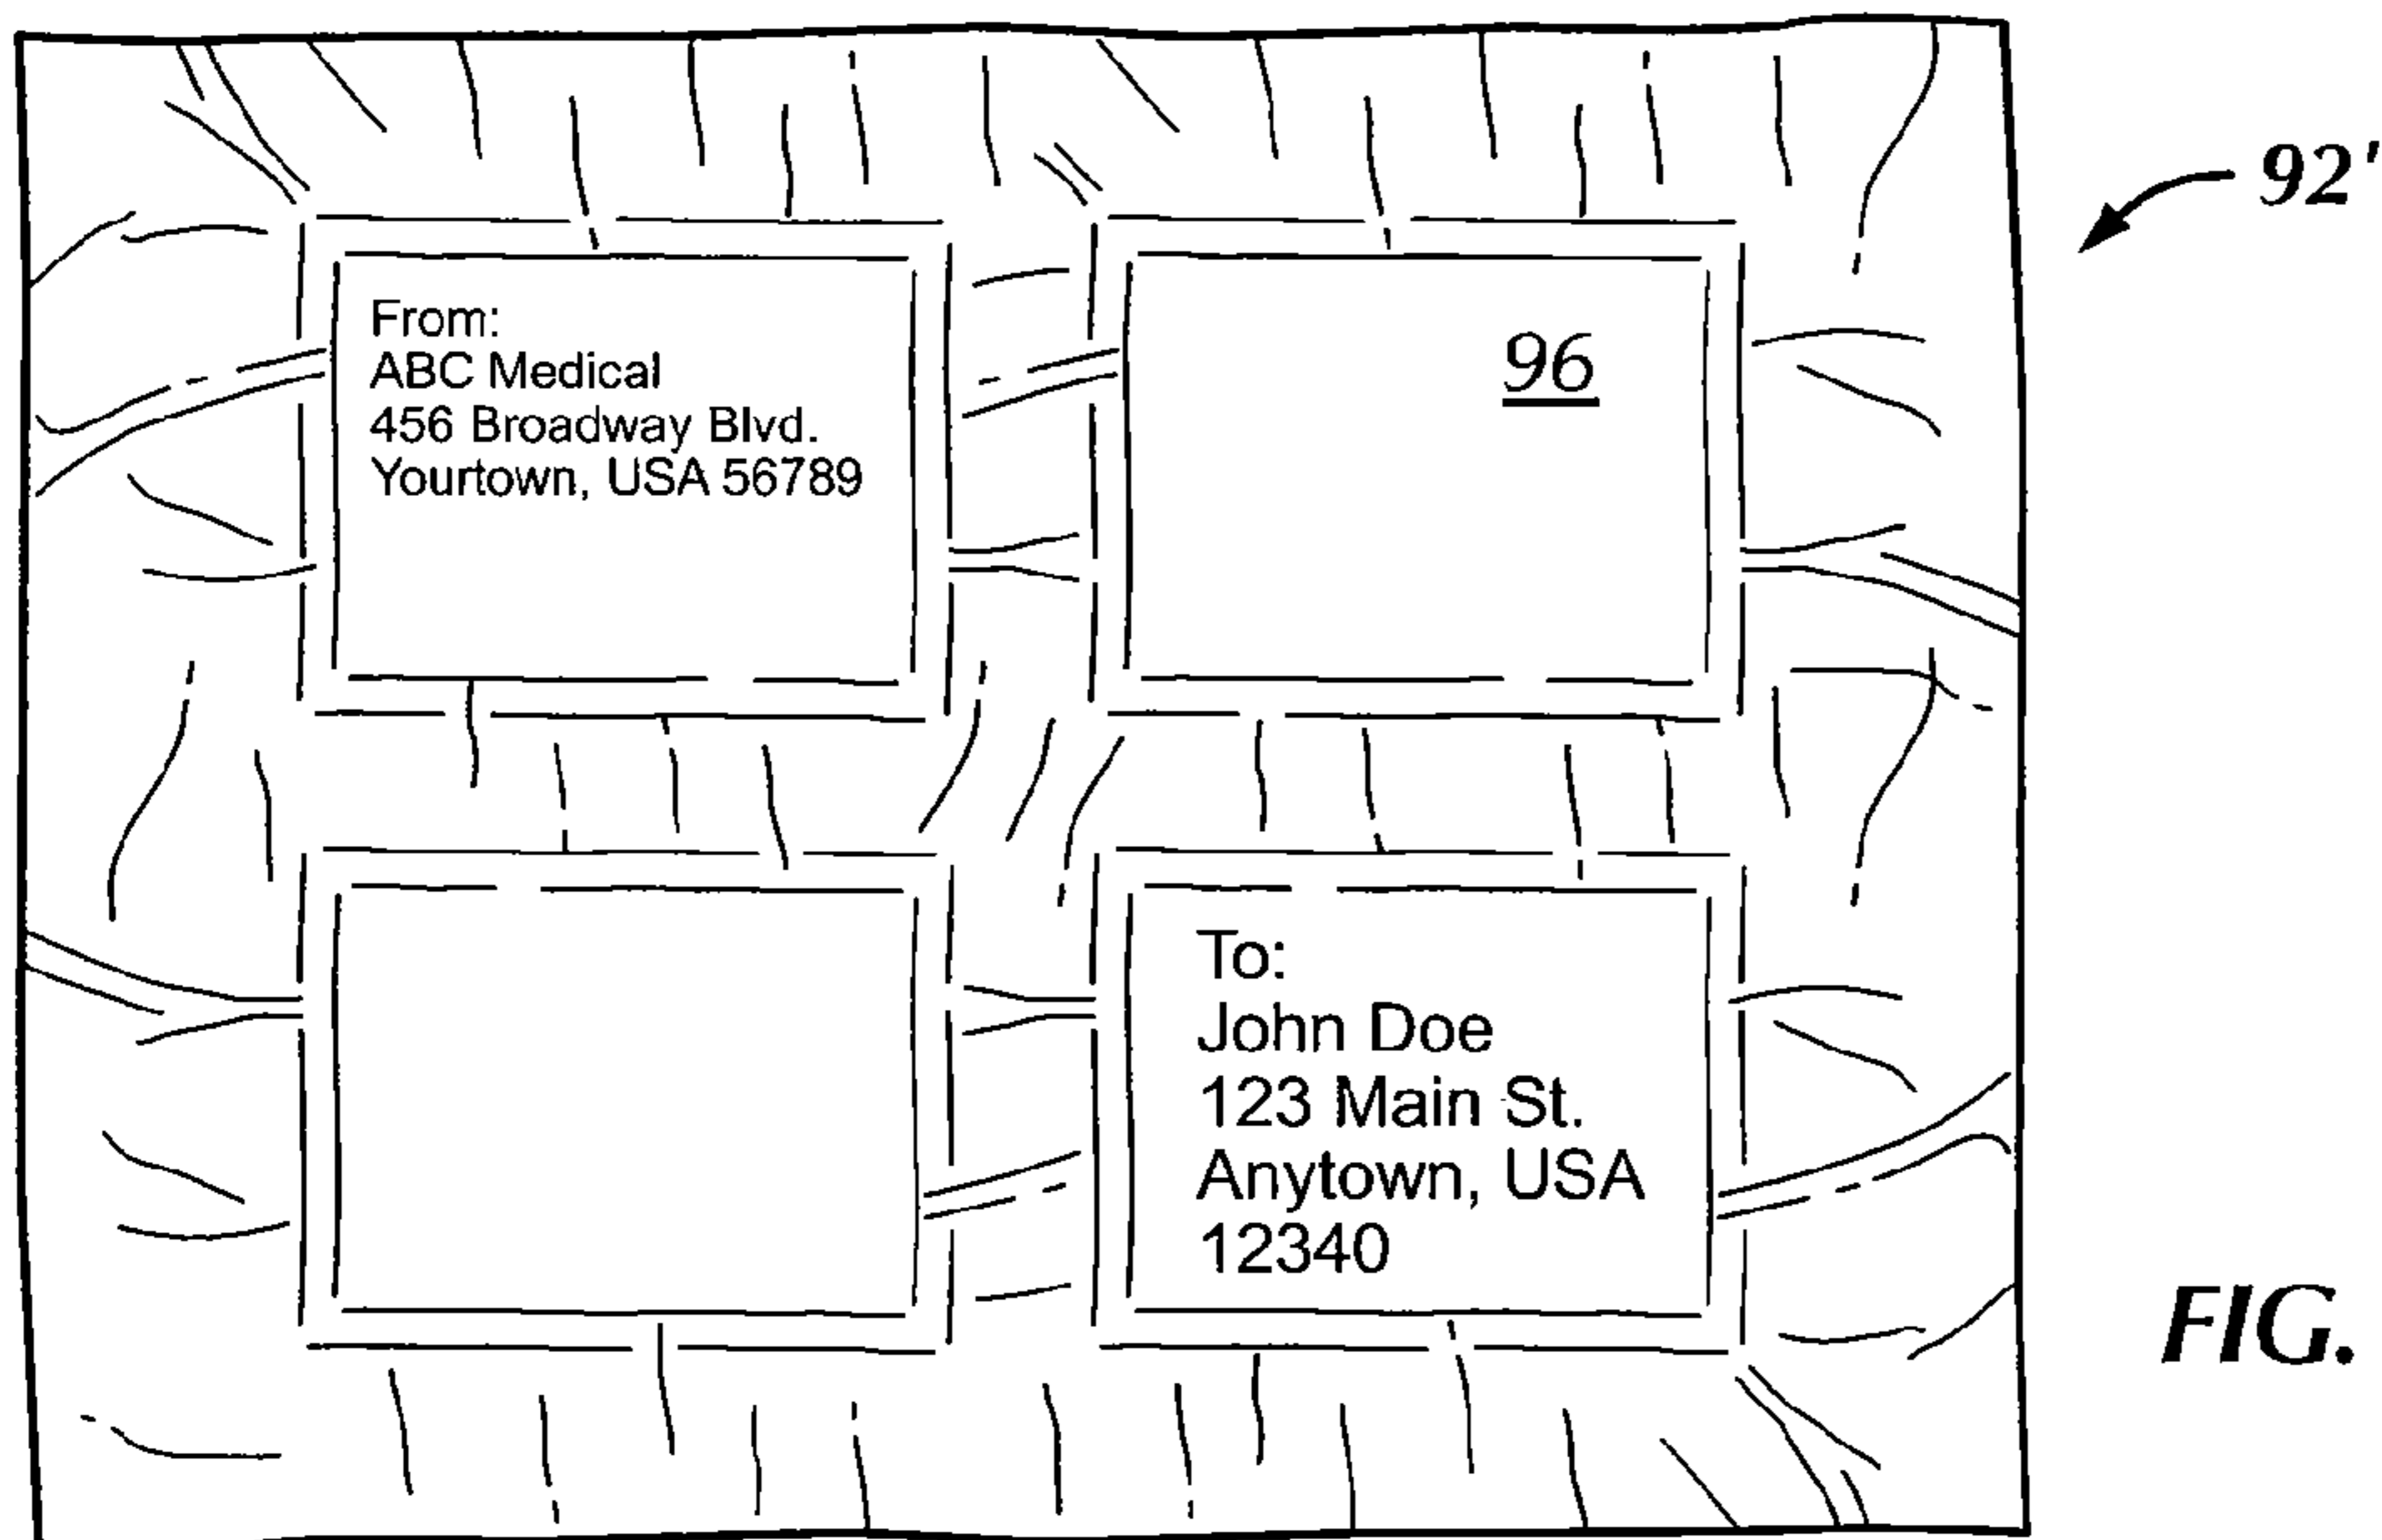 92'
From:
ABC Medical
456 Broadway Blvd.
Yourtown, USA 56789
96
To:
John Doe
123 Main St.
Anytown, USA
12340
FIG.